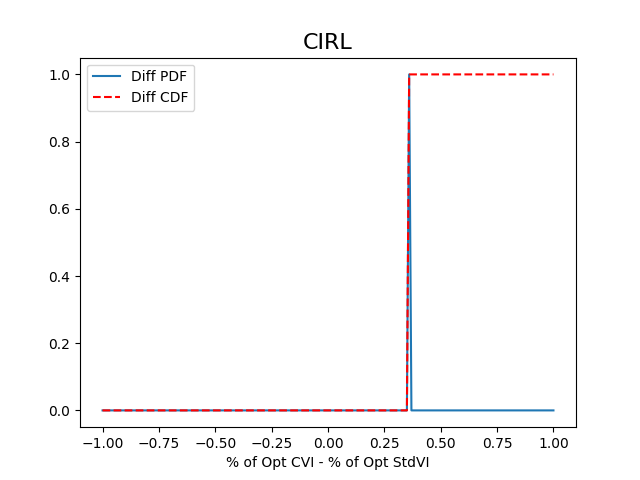 CIRL
Diff PDF
Diff CDF
1.0
0.8
0.6
0.4
0.2
0.0
−1.00 −0.75 −0.50 −0.25 0.00 0.25 0.50 0.75 1.00
% of Opt CVI - % of Opt StdVI